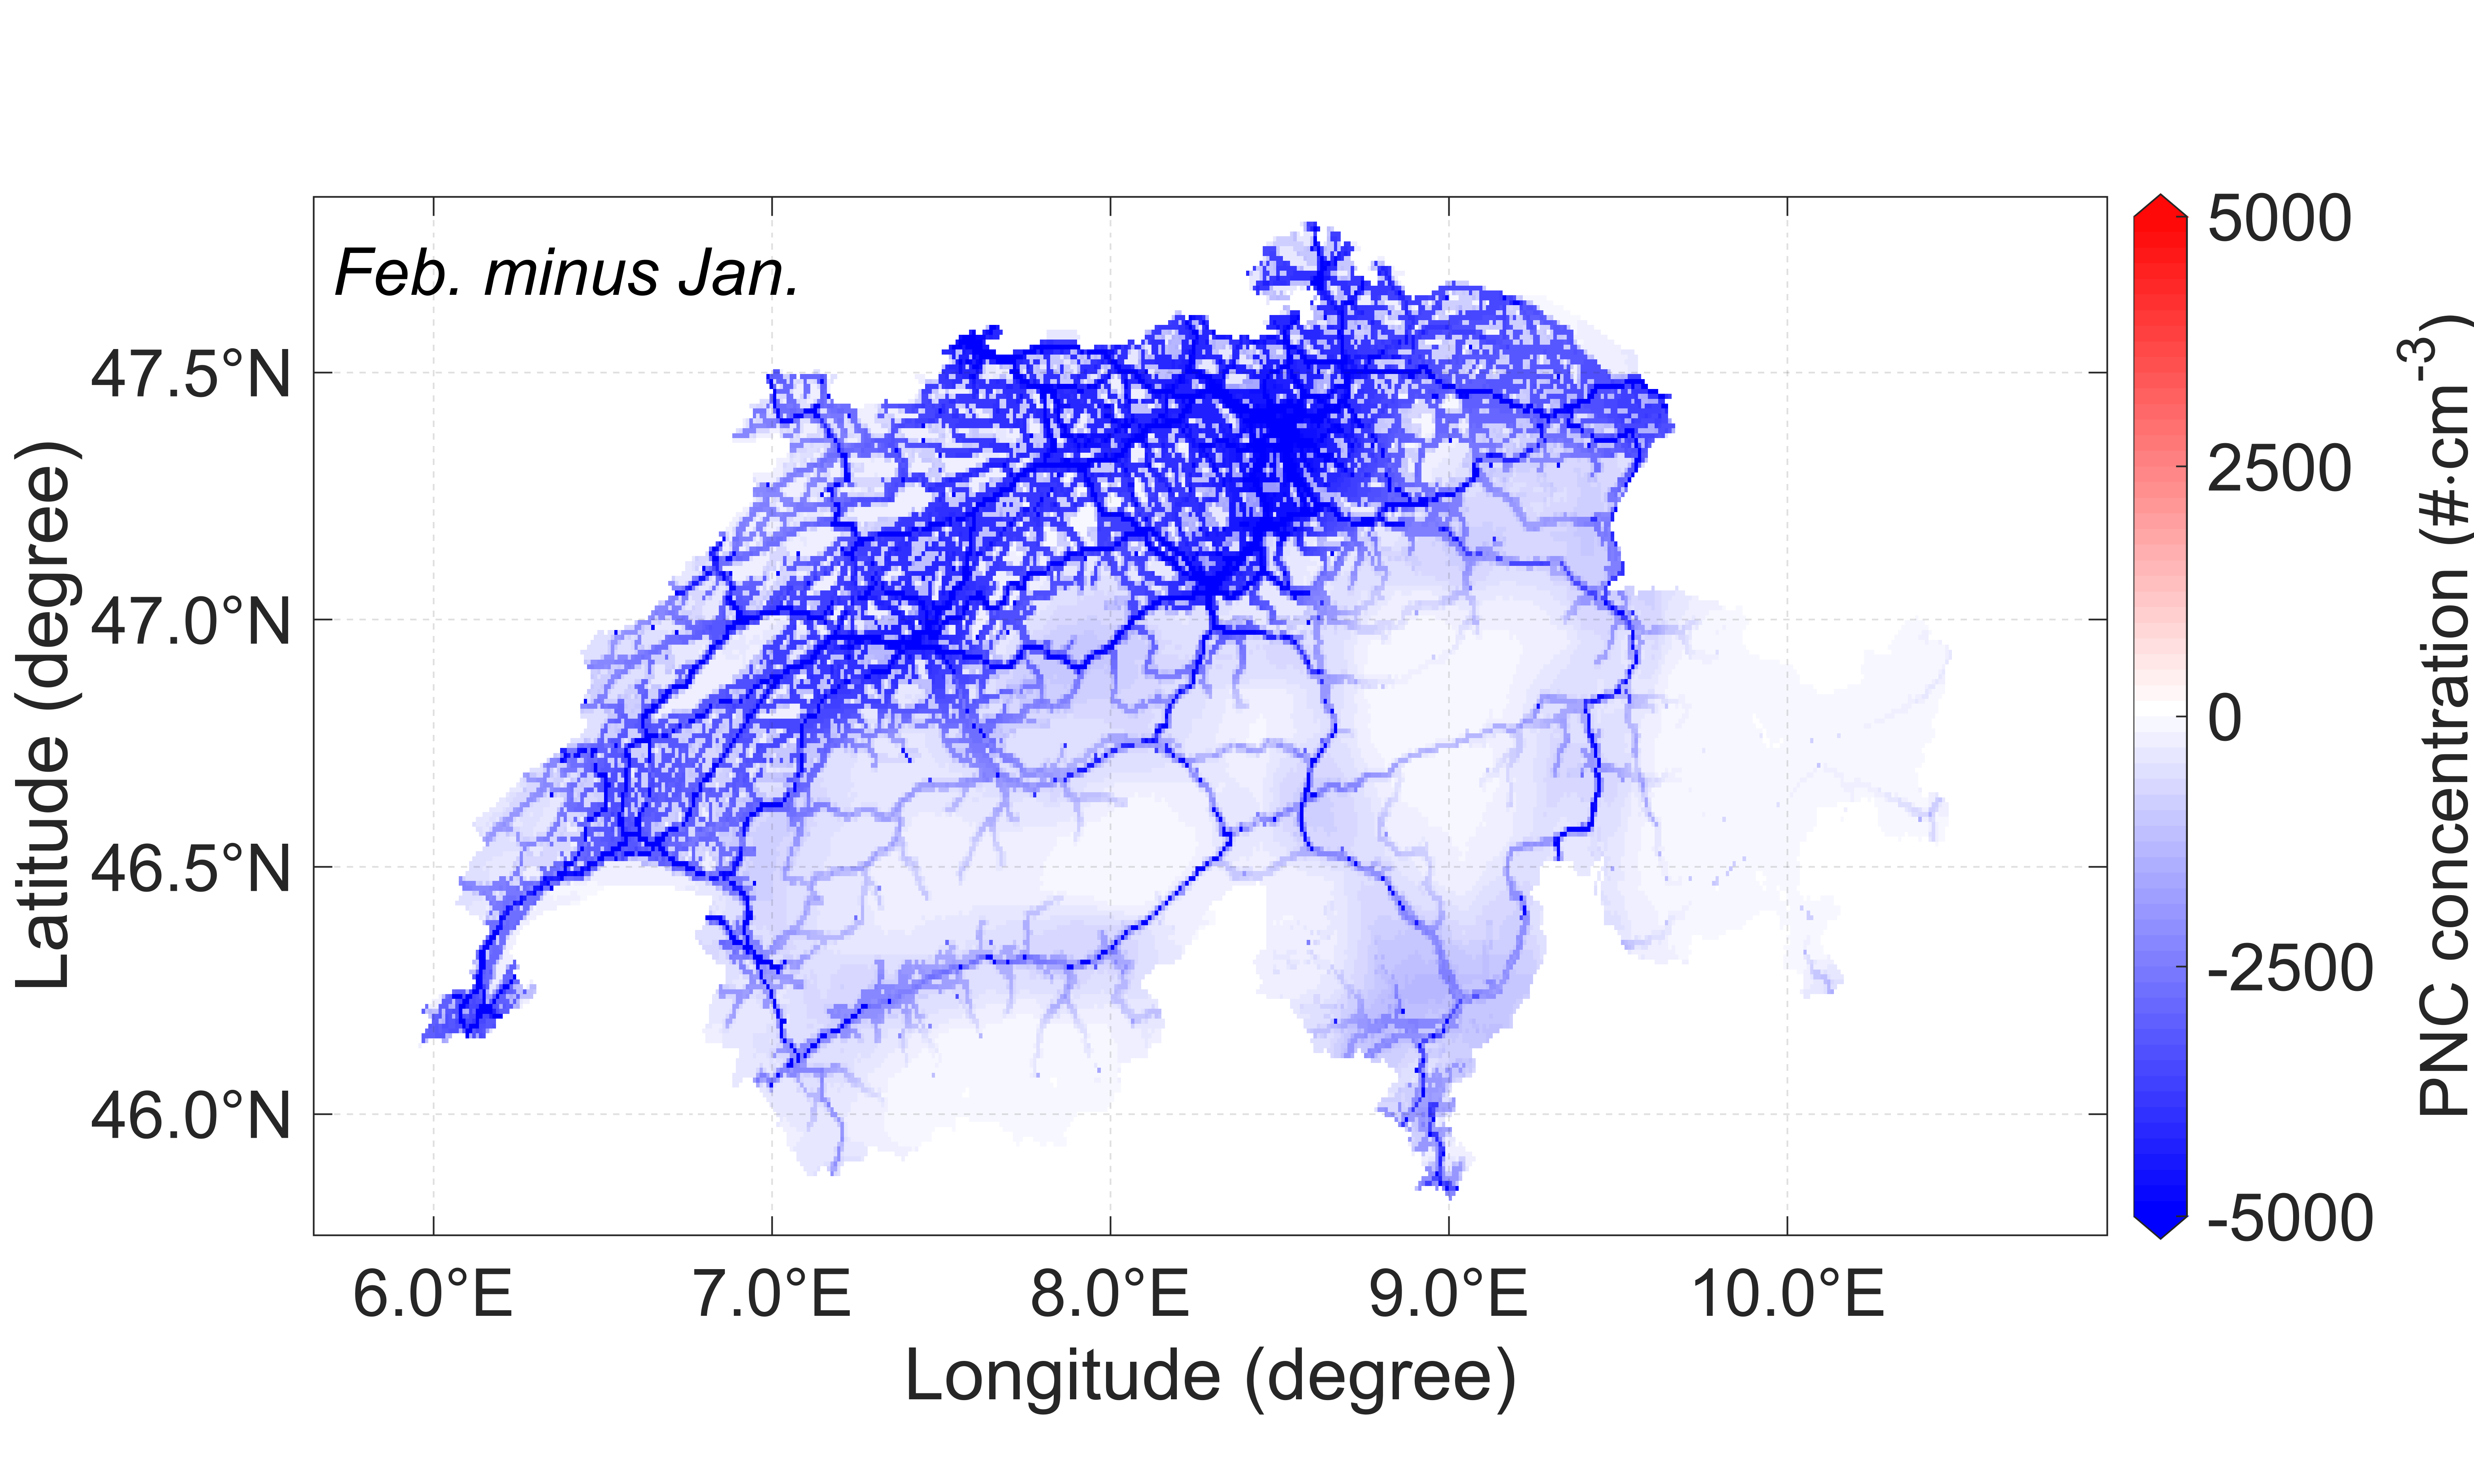 Feb. minus Jan.
47.5°N
47.0°N
46.5°N
46.0°N
Latitude (degree)
6.0°E 7.0°E 8.0°E 9.0°E 10.0°E
Longitude (degree)
5000
2500
0
-2500
-5000
PNC concentration (#·cm⁻³)